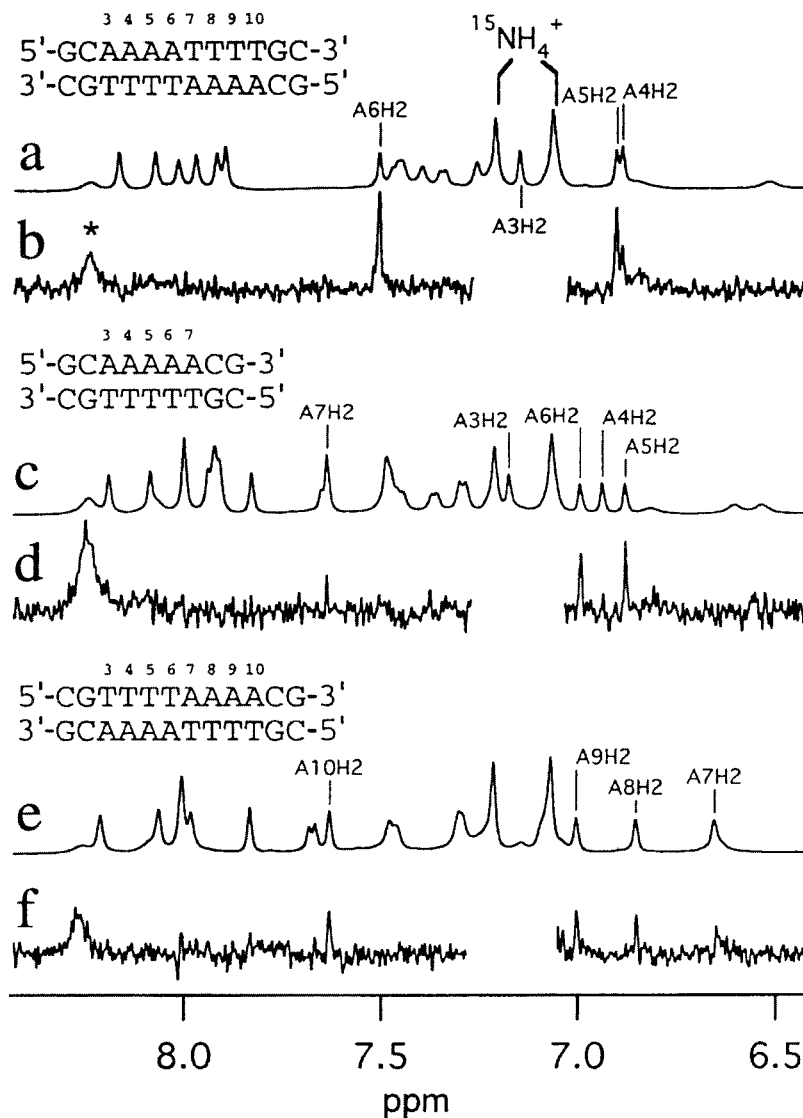 3 4 5 6 7 8 9 10
5'-GCAAAATTTTGC-3'
3'-CGTTTTAAAACG-5'
15NH4+
A6H2
A5H2
A4H2
a
A3H2
*
b
3 4 5 6 7
5'-GCAAAAACG-3'
3'-CGTTTTTGC-5'
A7H2
A3H2
A6H2
A4H2
A5H2
c
d
3 4 5 6 7 8 9 10
5'-CGTTTTAAAACG-3'
3'-GCAAAATTTTGC-5'
A10H2
A9H2
A8H2
A7H2
e
f
8.0 7.5 7.0 6.5
ppm